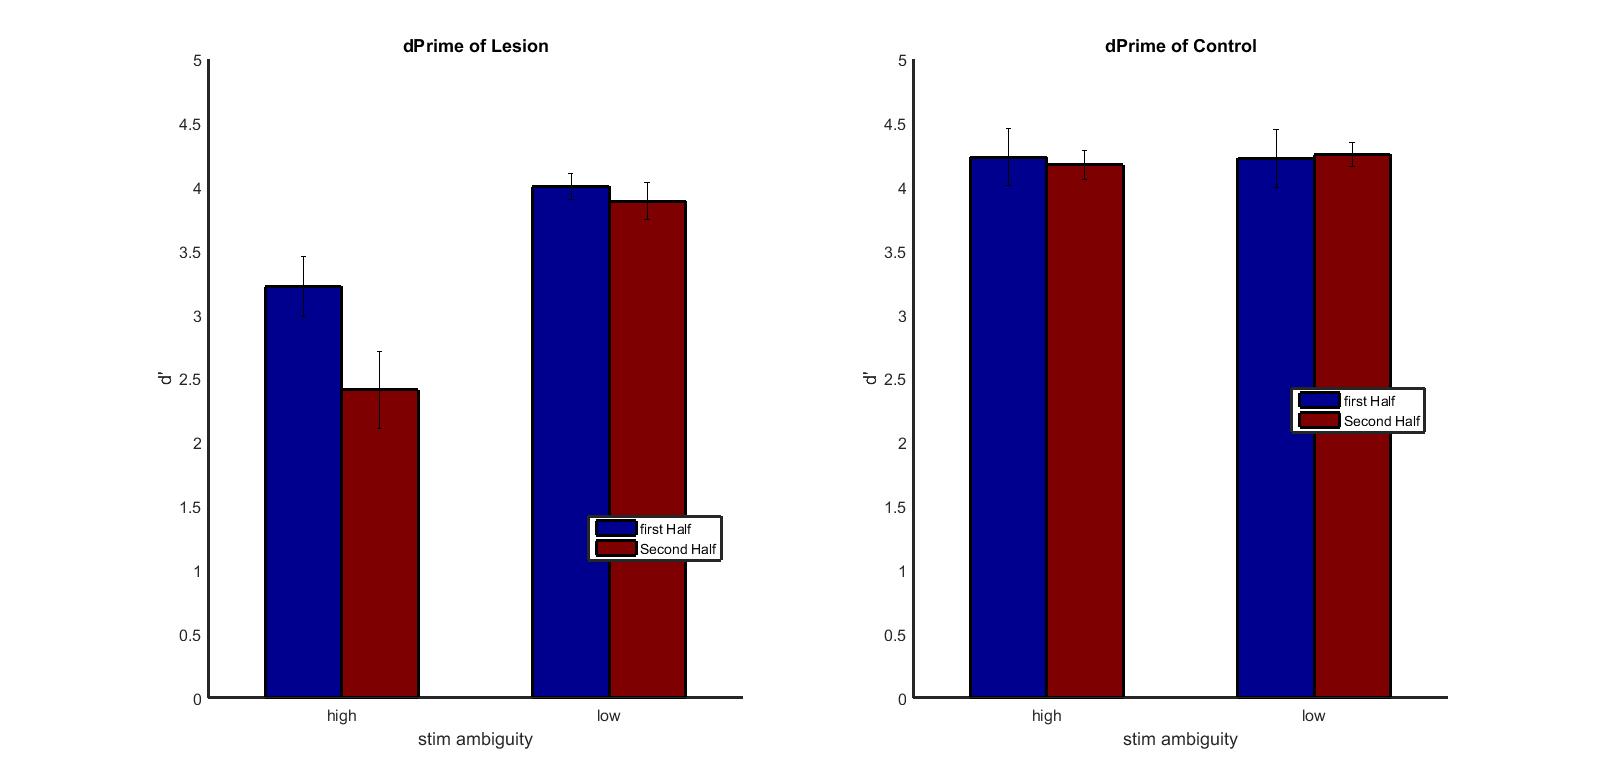 dPrime of Lesion
5
4.5
4
3.5
3
2.5
2
1.5
1
0.5
0
d'
high
low
stim ambiguity
first Half
Second Half
dPrime of Control
5
4.5
4
3.5
3
2.5
2
1.5
1
0.5
0
d'
high
low
stim ambiguity
first Half
Second Half